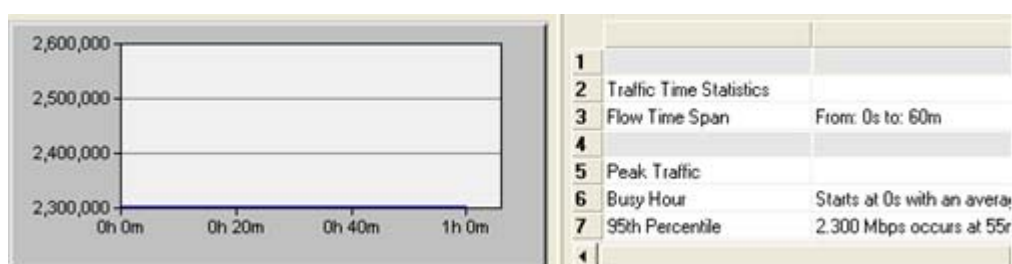 2,600,000
2,500,000
2,400,000
2,300,000
0h 0m 0h 20m 0h 40m 1h 0m
1
2 Traffic Time Statistics
3 Flow Time Span From: 0s to: 60m
4
5 Peak Traffic
6 Busy Hour Starts at 0s with an
7 95th Percentile 2.300 Mbps occurs at